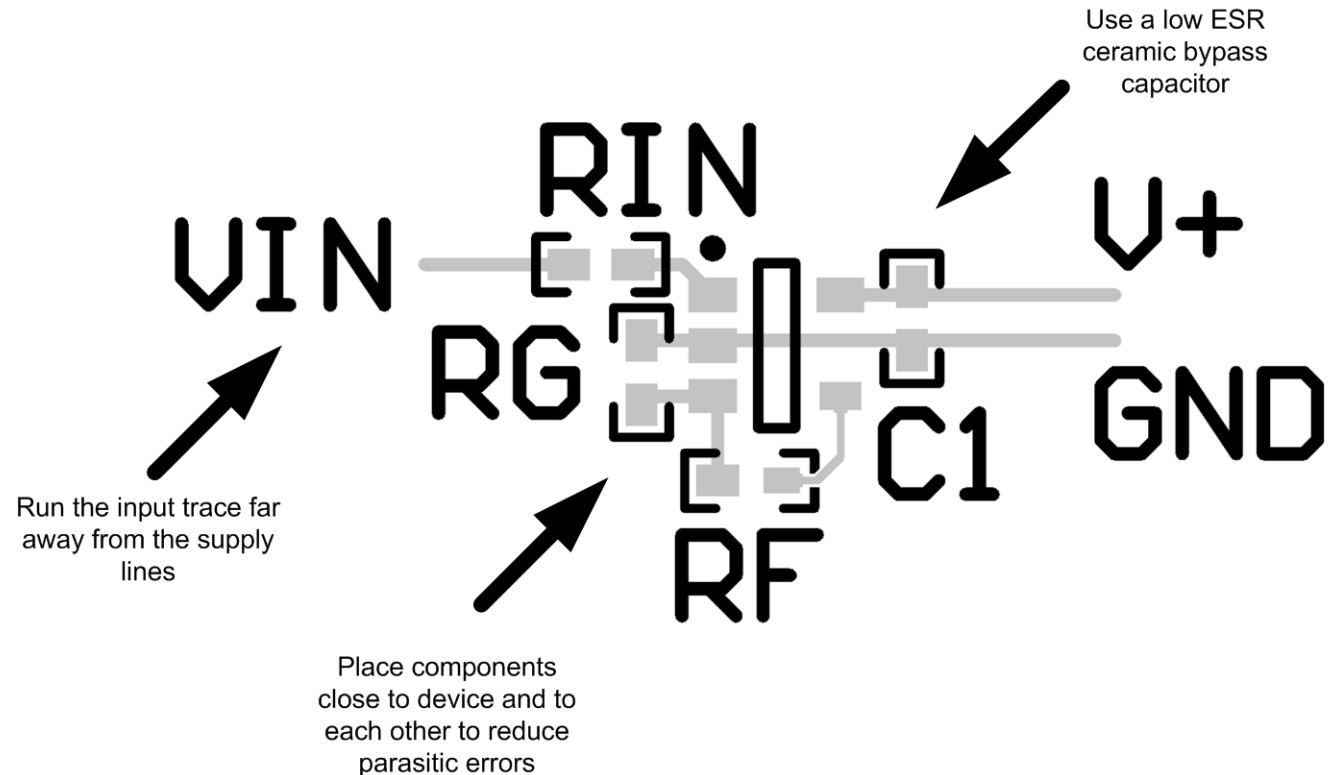 Use a low ESR
ceramic bypass
capacitor
RIN
V+
VIN
RG
GND
C1
Run the input trace far
away from the supply
lines
RF
Place components
close to device and to
each other to reduce
parasitic errors